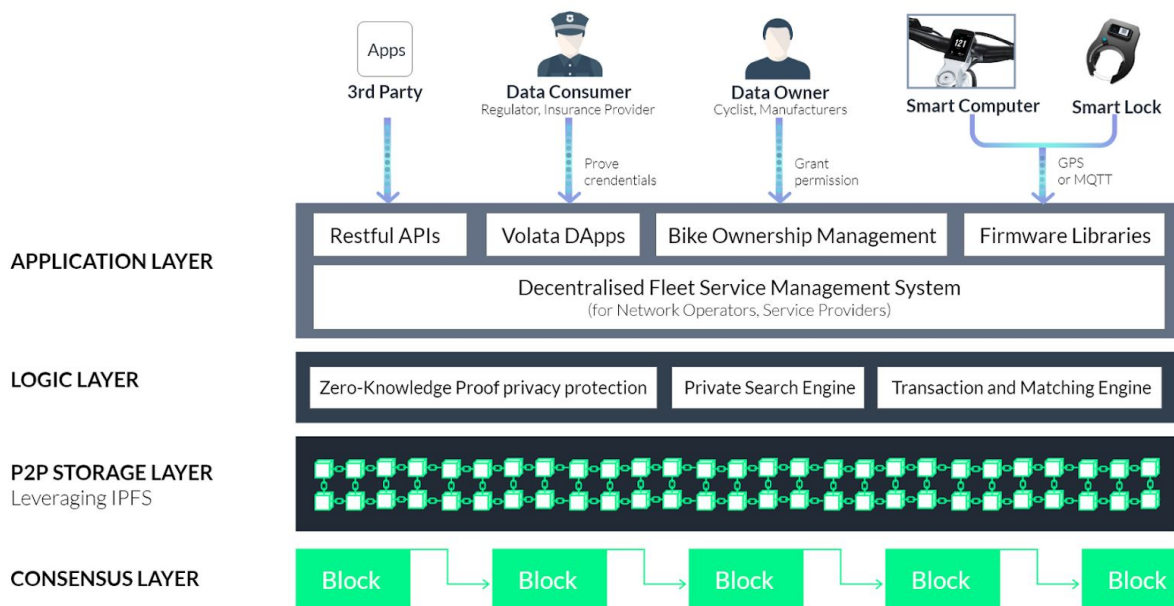 Apps
3rd Party
Data Consumer
Regulator, Insurance Provider
Data Owner
Cyclist, Manufacturers
121
Smart Computer
Smart Lock
Prove
crendentials
Grant
permission
GPS
or MQTT
APPLICATION LAYER
Restful APIs
Volata DApps
Bike Ownership Management
Firmware Libraries
Decentralised Fleet Service Management System
(for Network Operators, Service Providers)
LOGIC LAYER
Zero-Knowledge Proof privacy protection
Private Search Engine
Transaction and Matching Engine
P2P STORAGE LAYER
Leveraging IPFS
CONSENSUS LAYER
Block
Block
Block
Block
Block